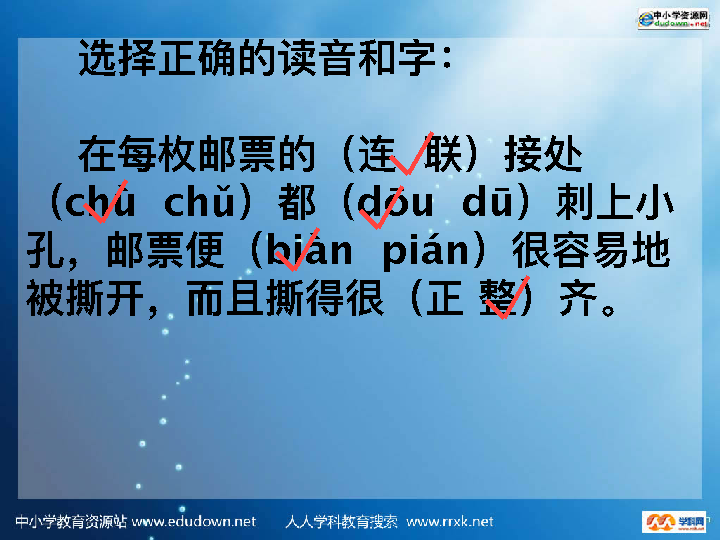 中小学资源网
edudown.net
选择正确的读音和字：
在每枚邮票的（连 联）接处
（chù chǔ）都（dōu dū）刺上小
孔，邮票便（biàn pián）很容易地
被撕开，而且撕得很（正 整）齐。
中小学教育资源站 www.edudown.net 人人学科教育搜索 www.rrxk.net
学科网